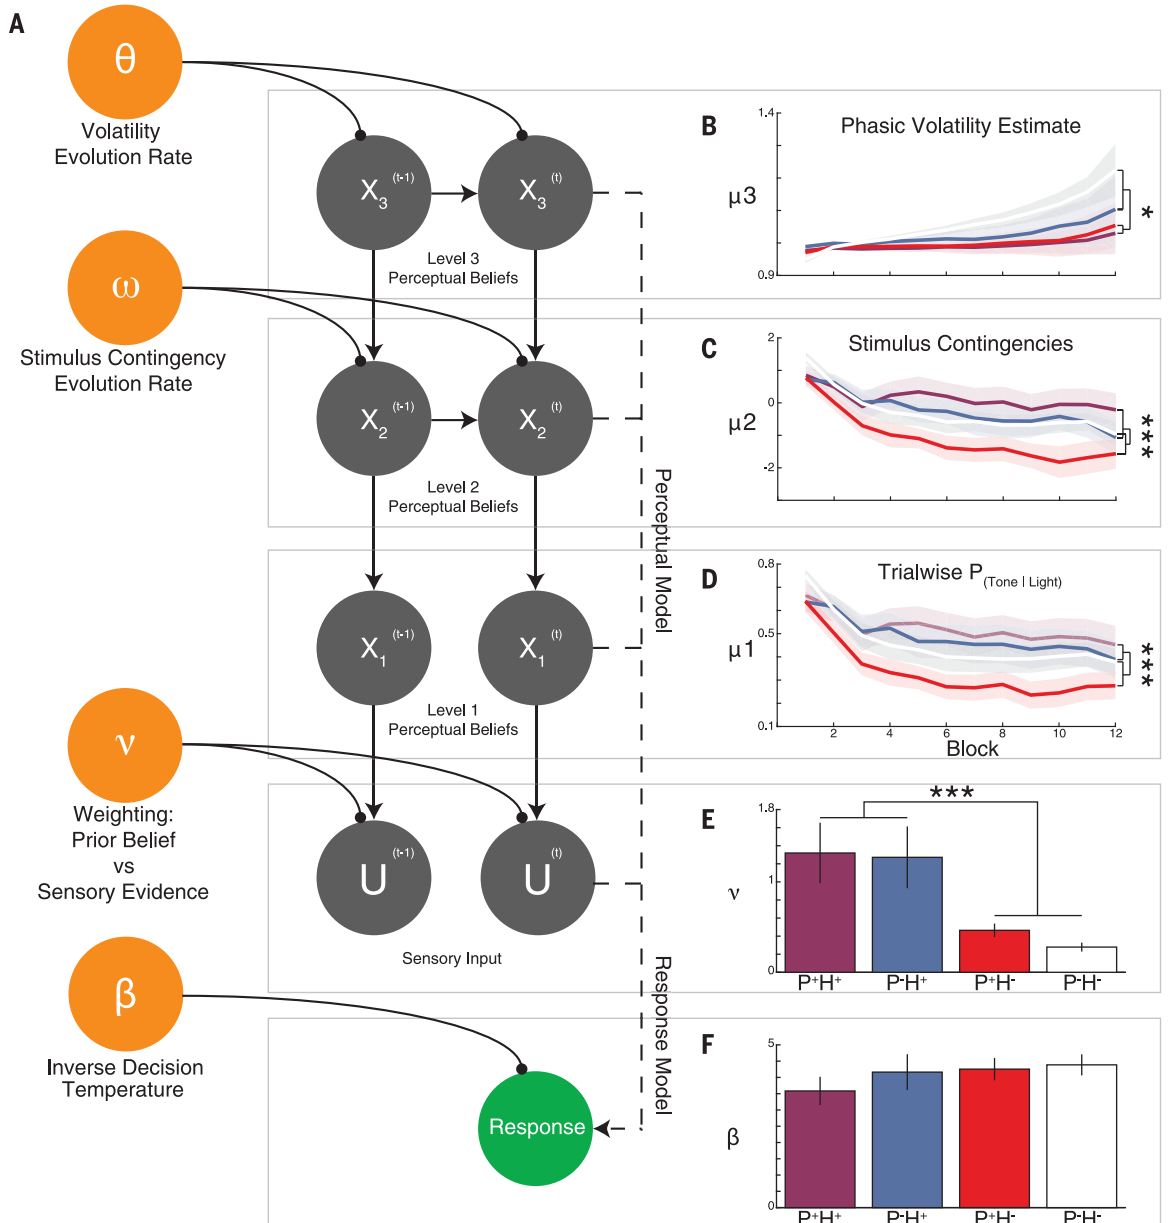 A
θ
Volatility
Evolution Rate
ω
Stimulus Contingency
Evolution Rate
ν
Weighting:
Prior Belief
vs
Sensory Evidence
β
Inverse Decision
Temperature
X3(t-1)
X3(t)
Level 3
Perceptual Beliefs
X2(t-1)
X2(t)
Level 2
Perceptual Beliefs
X1(t-1)
X1(t)
Level 1
Perceptual Beliefs
U(t-1)
U(t)
Sensory Input
Response
Perceptual Model
Response Model
B
Phasic Volatility Estimate
1.4
μ3
0.9
*
C
Stimulus Contingencies
2
0
μ2
-2
***
D
Trialwise P(Tone | Light)
0.8
0.5
μ1
0.1
***
2 4 6 8 10 12
Block
E
1.8
1
ν
0
***
P+H+ P-H+ P+H- P-H-
F
5
β
0
P+H+ P-H+ P+H- P-H-